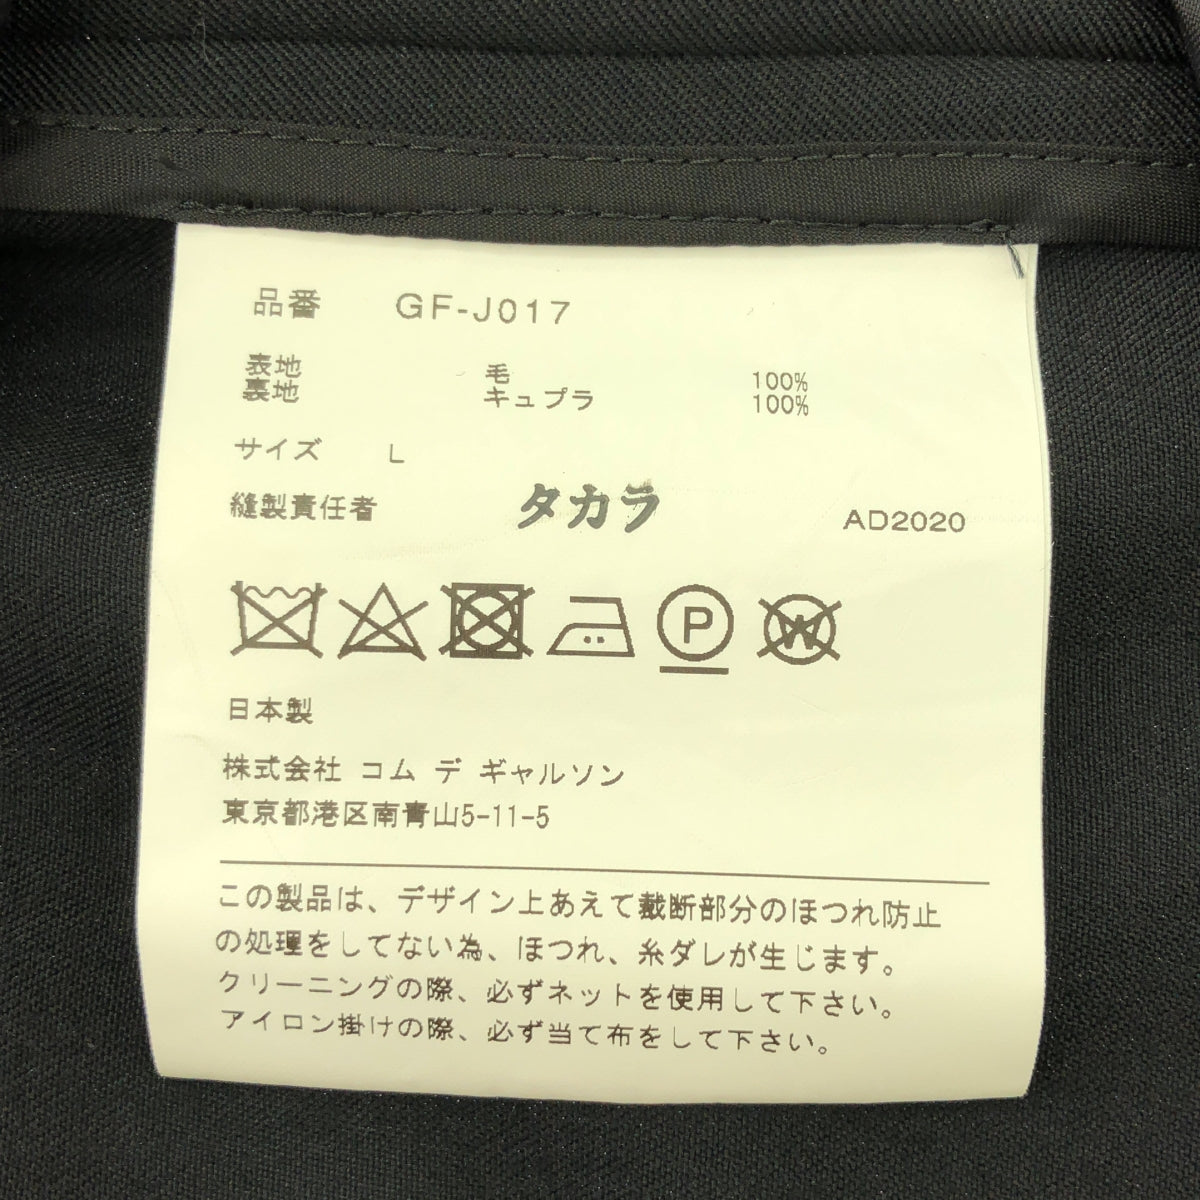 品番 GF-J017
表地 毛 100%
裏地 キュプラ 100%
サイズ L
縫製責任者 タカラ AD2020
P W
日本製
株式会社 コム デ ギャルソン
東京都港区南青山5-11-5
この製品は、デザイン上あえて裁断部分のほつれ防止
の処理をしてない為、ほつれ、糸ダレが生じます。
クリーニングの際、必ずネットを使用して下さい。
アイロン掛けの際、必ず当て布をして下さい。